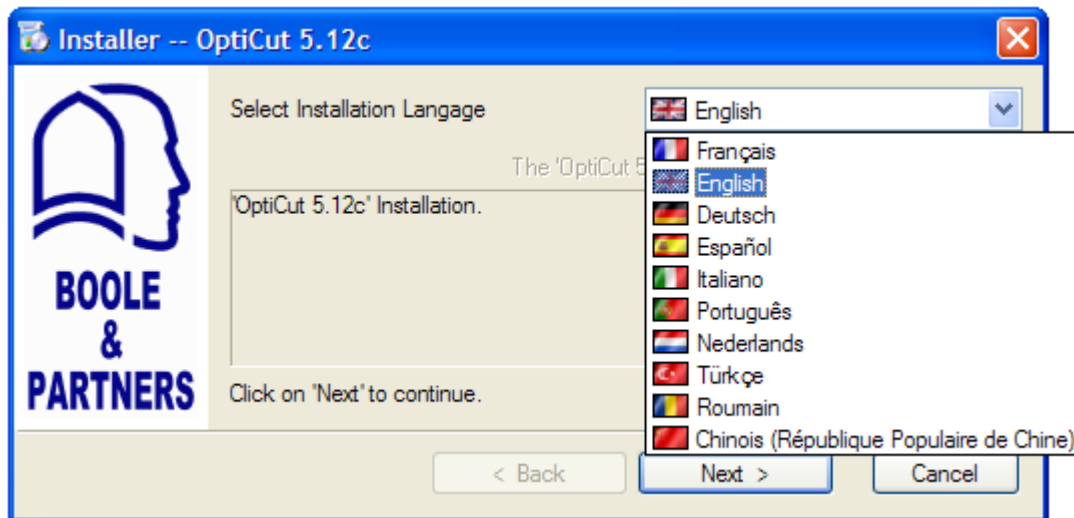 Installer -- OptiCut 5.12c
Select Installation Langage
English
The 'OptiCut
'OptiCut 5.12c' Installation.
Français
English
Deutsch
Español
Italiano
Português
Nederlands
Türkçe
Roumain
Chinois (République Populaire de Chine)
BOOLE
&
PARTNERS
Click on 'Next' to continue.
< Back
Next >
Cancel